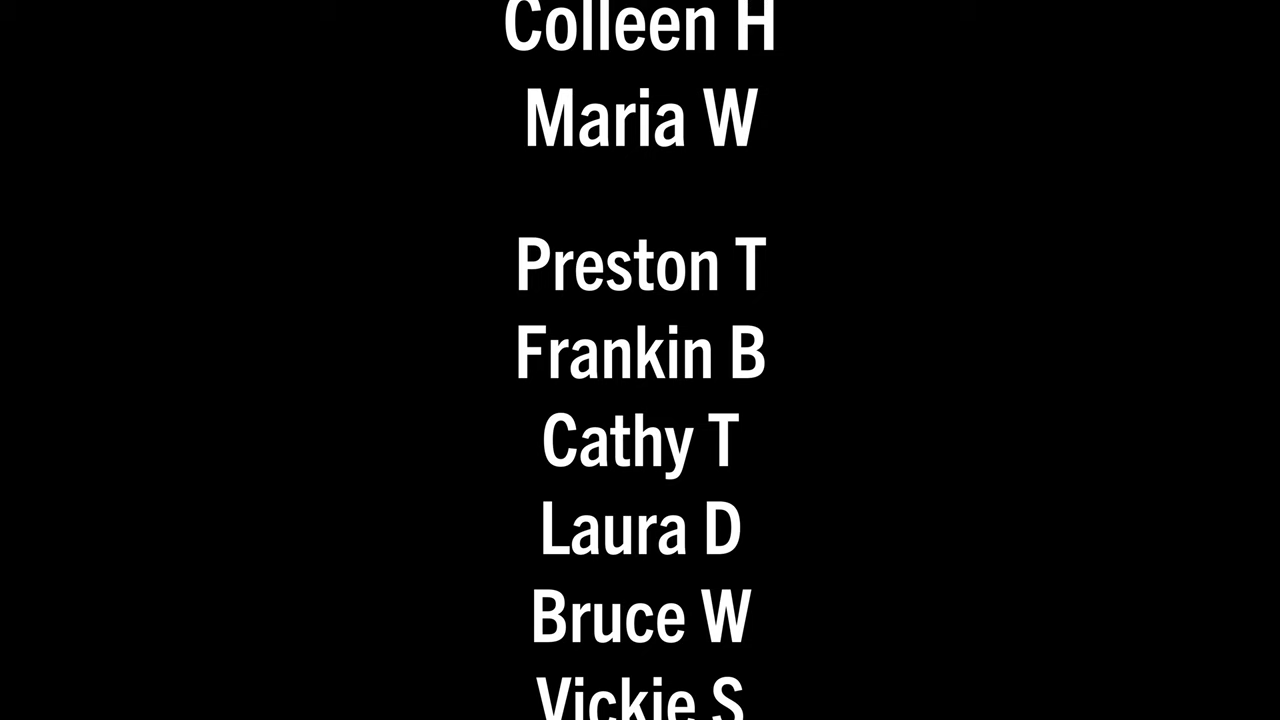 Colleen H
Maria W
Preston T
Frankin B
Cathy T
Laura D
Bruce W
Vickie S